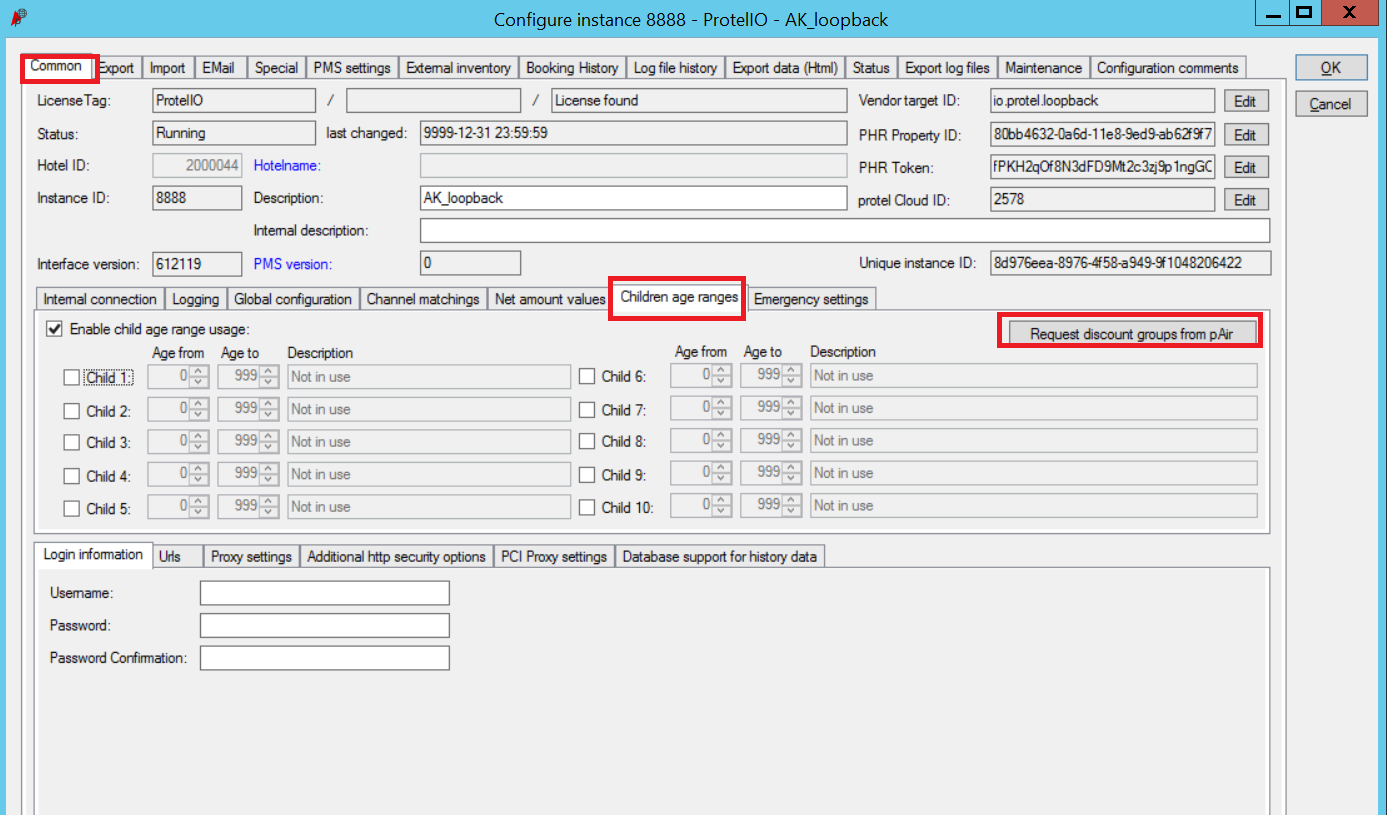 Configure instance 8888 - ProtelIO - AK_loopback
Common Export Import EMail Special PMS settings External inventory Booking History Log file history Export data (Html) Status Export log files Maintenance Configuration comments
OK
Cancel
LicenseTag: ProtelIO / / License found Vendor target ID: io.protel.loopback Edit
Status: Running last changed: 9999-12-31 23:59:59 PHR Property ID: 80bb4632-0a6d-11e8-9ed9-ab62f9f7 Edit
Hotel ID: 2000044 Hotelname: PHR Token: fPKH2qOf8N3dFD9Mt2c3zj9p1ngGC Edit
Instance ID: 8888 Description: AK_loopback protel Cloud ID: 2578 Edit
Internal description:
Interface version: 612119 PMS version: 0 Unique instance ID: 8d976eea-8976-4f58-a949-9f1048206422
Internal connection Logging Global configuration Channel matchings Net amount values Children age ranges Emergency settings
Enable child age range usage: Request discount groups from pAir
Age from Age to Description Age from Age to Description
Child 1: 0 999 Not in use Child 6: 0 999 Not in use
Child 2: 0 999 Not in use Child 7: 0 999 Not in use
Child 3: 0 999 Not in use Child 8: 0 999 Not in use
Child 4: 0 999 Not in use Child 9: 0 999 Not in use
Child 5: 0 999 Not in use Child 10: 0 999 Not in use
Login information Urls Proxy settings Additional http security options PCI Proxy settings Database support for history data
Username:
Password:
Password Confirmation: